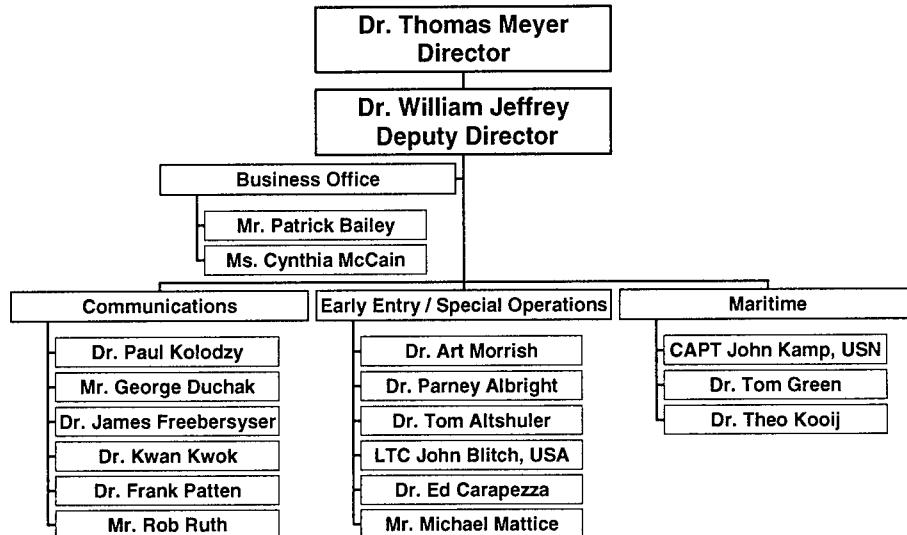 Dr. Thomas Meyer
Director
Dr. William Jeffrey
Deputy Director
Business Office
Mr. Patrick Bailey
Ms. Cynthia McCain
Communications
Dr. Paul Kolodzy
Mr. George Duchak
Dr. James Freebersyser
Dr. Kwan Kwok
Dr. Frank Patten
Mr. Rob Ruth
Early Entry / Special Operations
Dr. Art Morrish
Dr. Parney Albright
Dr. Tom Altshuler
LTC John Blitch, USA
Dr. Ed Carapezza
Mr. Michael Mattice
Maritime
CAPT John Kamp, USN
Dr. Tom Green
Dr. Theo Kooij